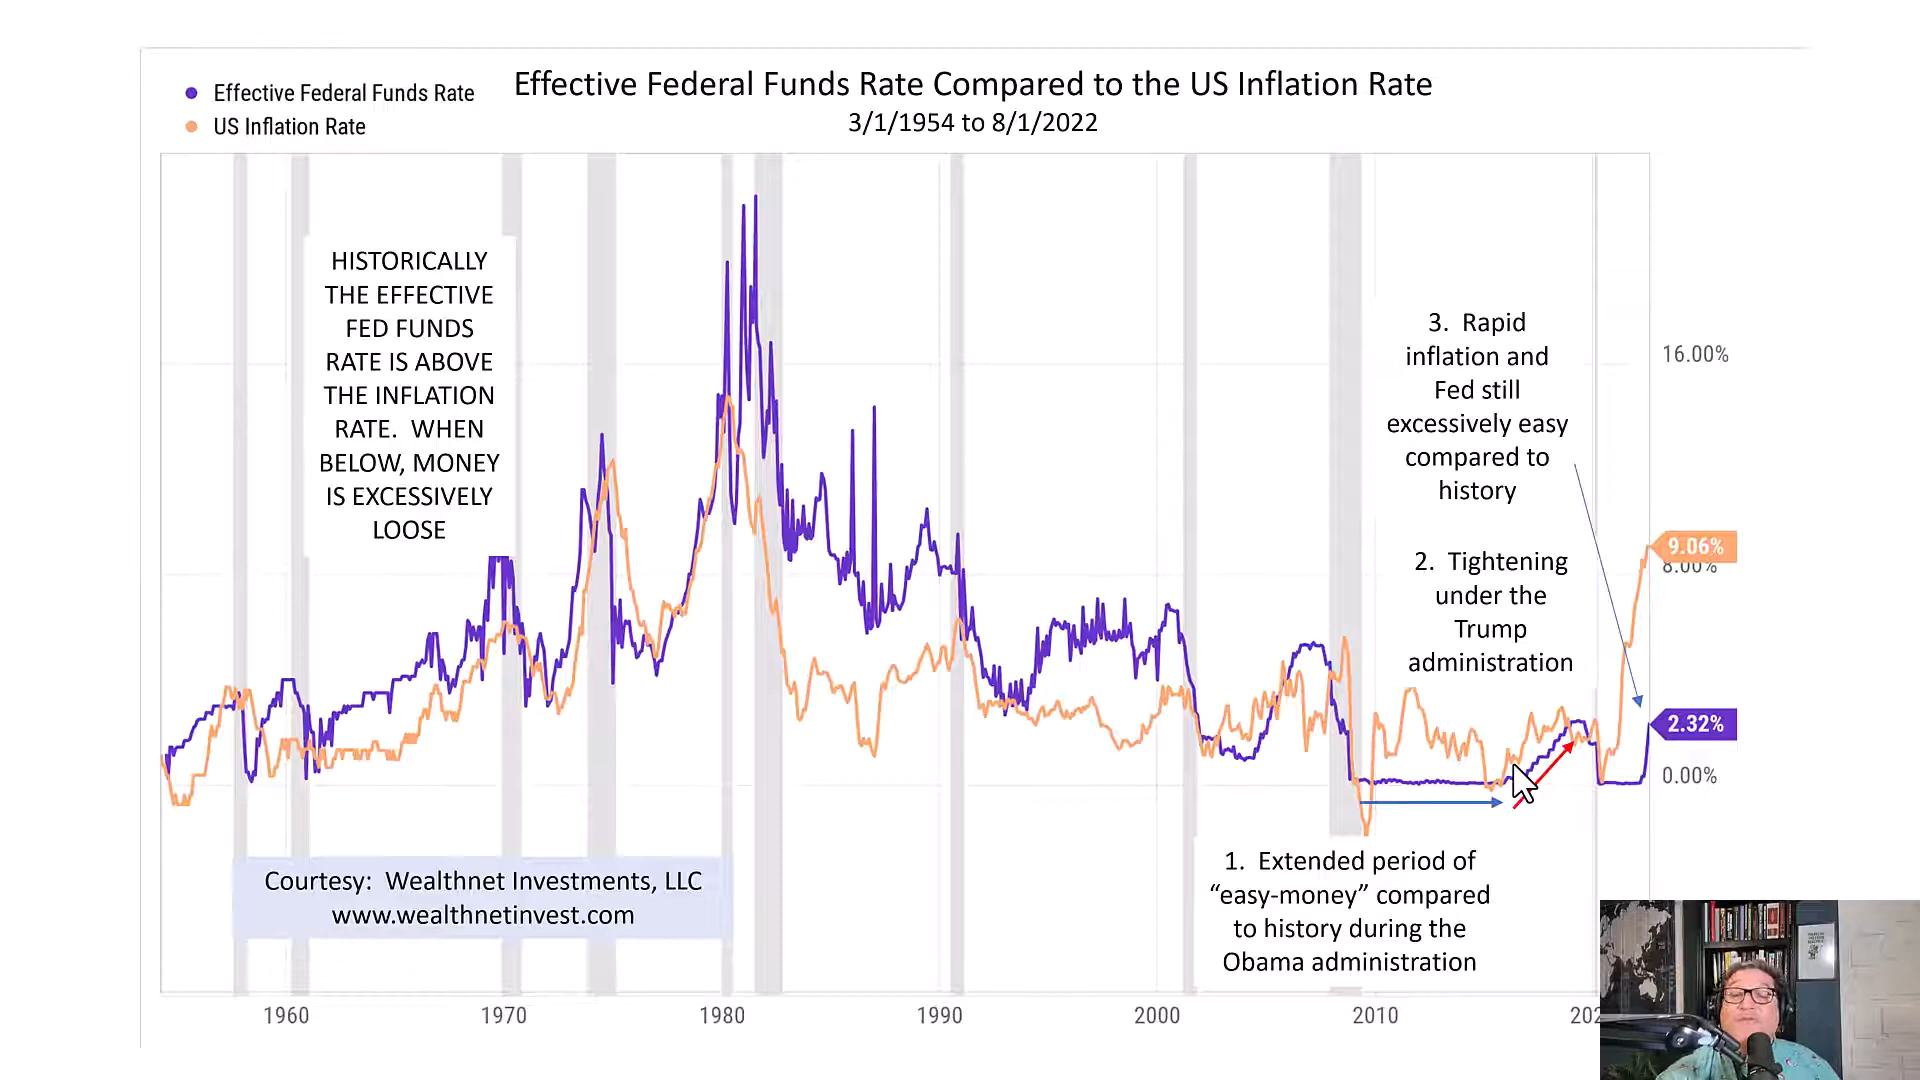 Effective Federal Funds Rate
US Inflation Rate
Effective Federal Funds Rate Compared to the US Inflation Rate
3/1/1954 to 8/1/2022
HISTORICALLY
THE EFFECTIVE
FED FUNDS
RATE IS ABOVE
THE INFLATION
RATE. WHEN
BELOW, MONEY
IS EXCESSIVELY
LOOSE
3. Rapid
inflation and
Fed still
excessively easy
compared to
history
2. Tightening
under the
Trump
administration
16.00%
9.06%
8.00%
2.32%
0.00%
1. Extended period of
“easy-money” compared
to history during the
Obama administration
Courtesy: Wealthnet Investments, LLC
www.wealthnetinvest.com
1960
1970
1980
1990
2000
2010